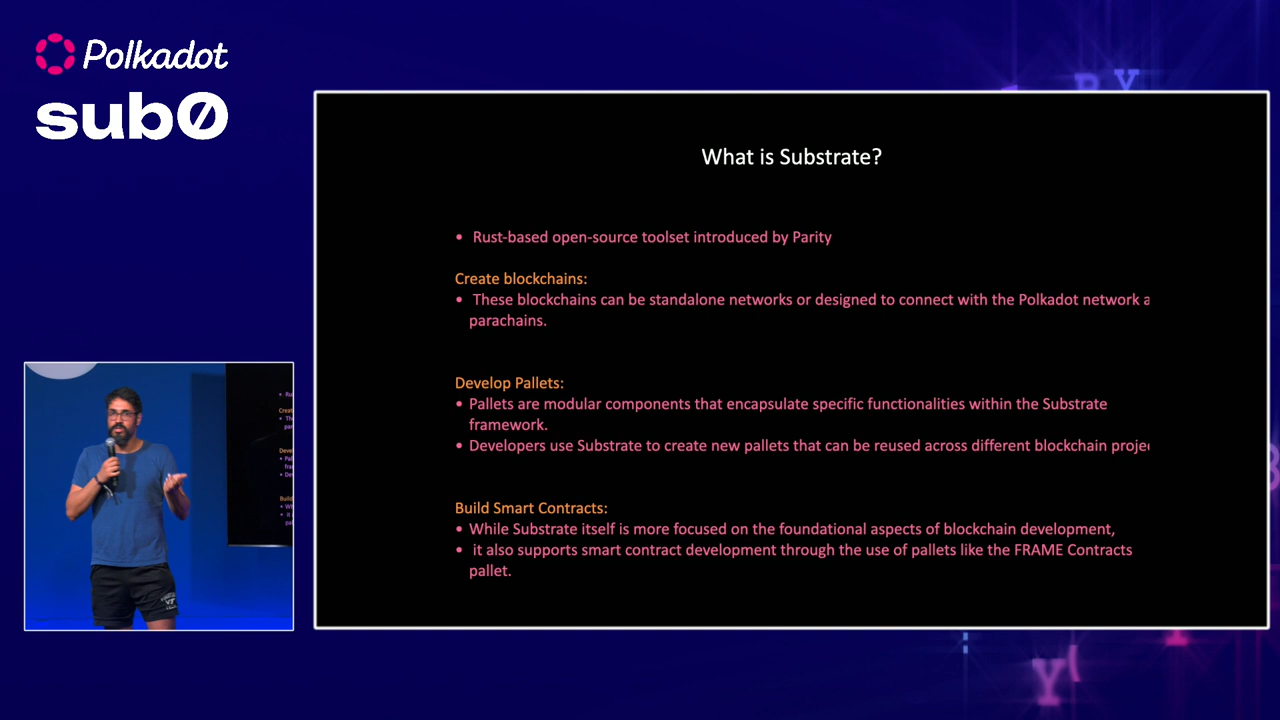 Polkadot
sub0
What is Substrate?
• Rust-based open-source toolset introduced by Parity
Create blockchains:
• These blockchains can be standalone networks or designed to connect with the Polkadot network a
parachains.
Develop Pallets:
• Pallets are modular components that encapsulate specific functionalities within the Substrate
framework.
• Developers use Substrate to create new pallets that can be reused across different blockchain projec
Build Smart Contracts:
• While Substrate itself is more focused on the foundational aspects of blockchain development,
• it also supports smart contract development through the use of pallets like the FRAME Contracts
pallet.